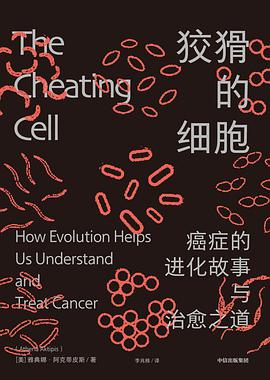 The
Cheating
Cell
狡猾
的
细胞
How Evolution Helps
Us Understand
and
Treat Cancer
癌症的
进化故事
与
治愈之道
( Athena Aktipis )
[美] 雅典娜·阿克蒂皮斯 / 著
李兆栋 / 译
中信出版集团